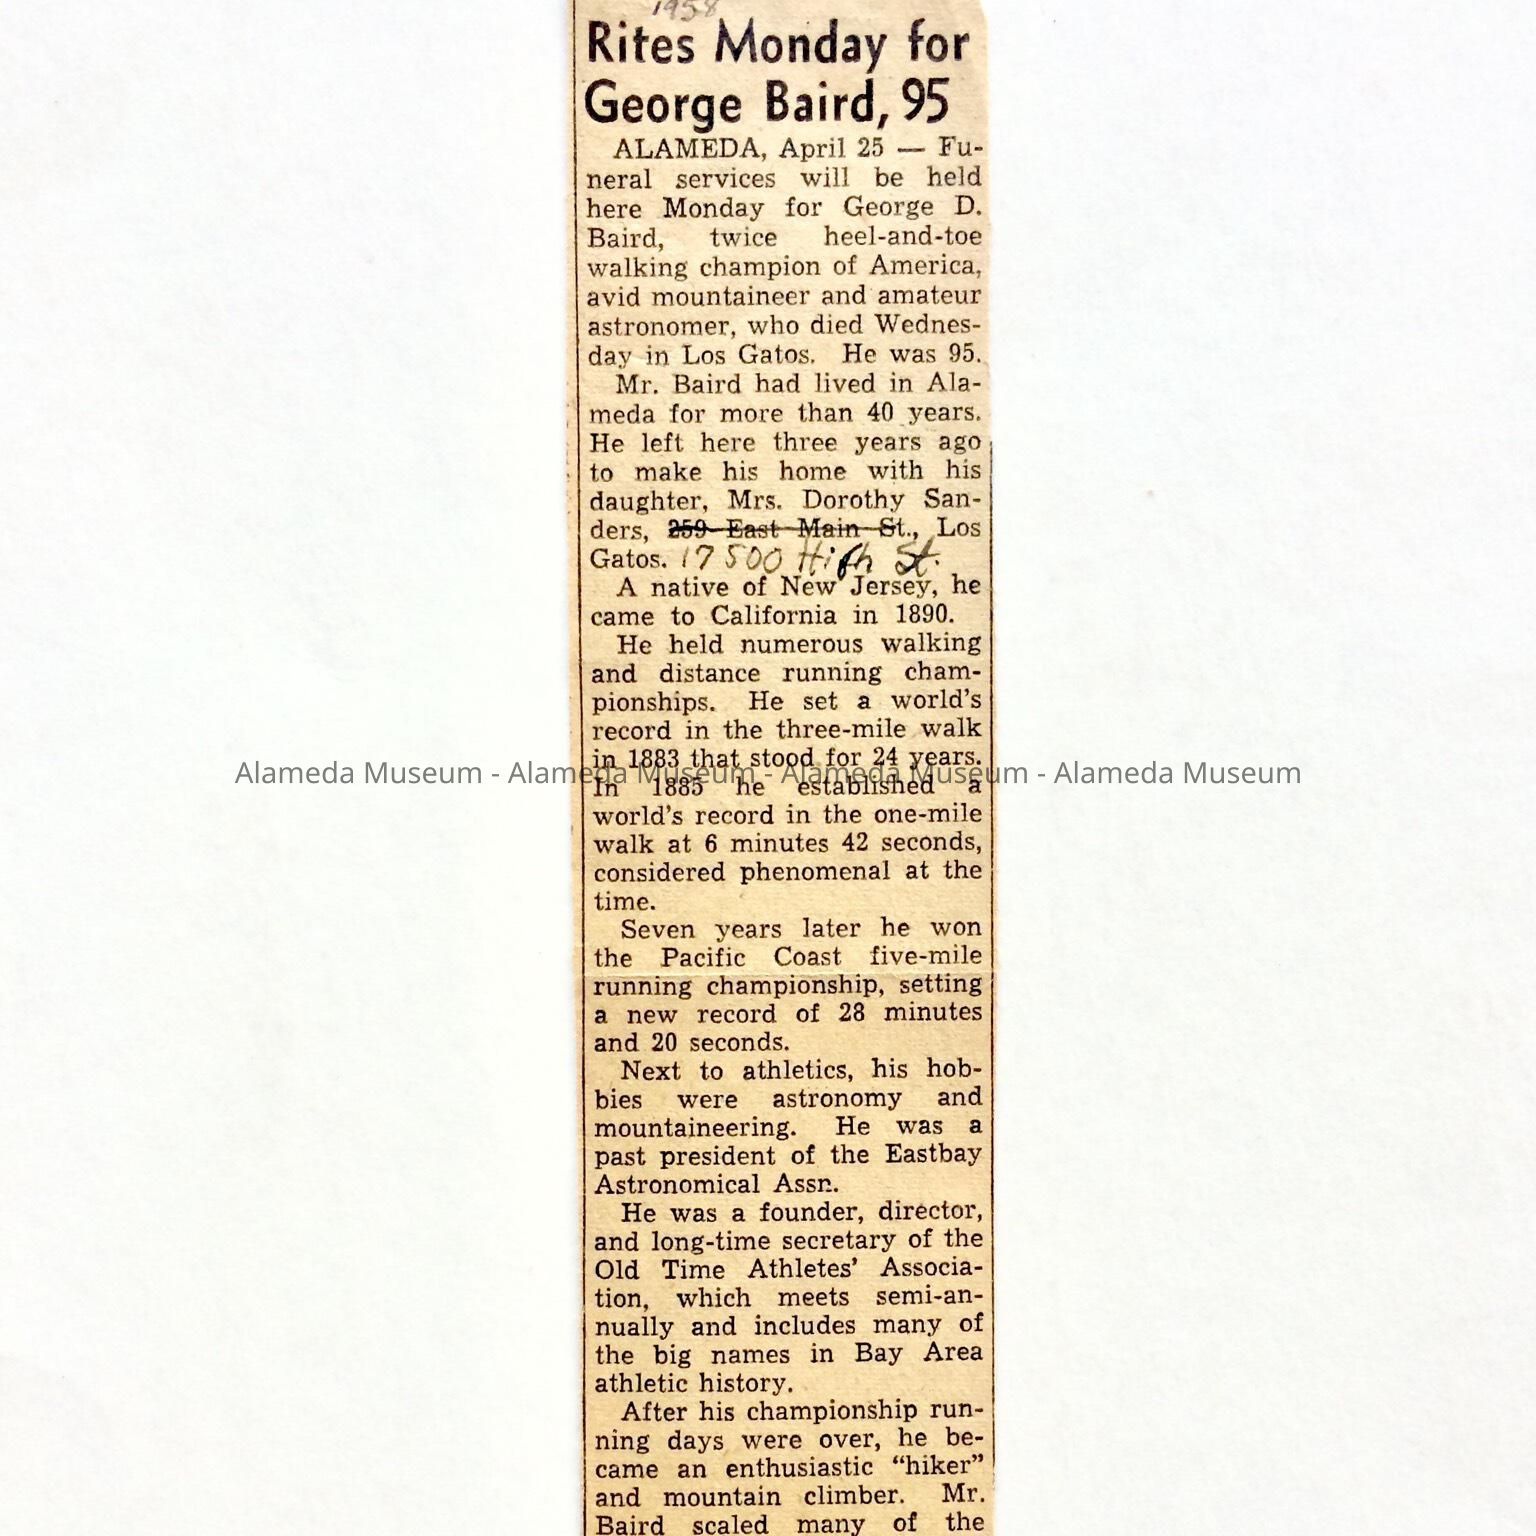 1958
Rites Monday for
George Baird, 95
ALAMEDA, April 25 — Fu-
neral services will be held
here Monday for George D.
Baird, twice heel-and-toe
walking champion of America,
avid mountaineer and amateur
astronomer, who died Wednes-
day in Los Gatos. He was 95.
Mr. Baird had lived in Ala-
meda for more than 40 years.
He left here three years ago
to make his home with his
daughter, Mrs. Dorothy San-
ders, 259 East Main St., Los
Gatos. 17500 High St.
A native of New Jersey, he
came to California in 1890.
He held numerous walking
and distance running cham-
pionships. He set a world's
record in the three-mile walk
in 1883 that stood for 24 years.
Alameda Museum - Alameda Museum - Alameda Museum - Alameda Museum
In 1885 he established a
world's record in the one-mile
walk at 6 minutes 42 seconds,
considered phenomenal at the
time.
Seven years later he won
the Pacific Coast five-mile
running championship, setting
a new record of 28 minutes
and 20 seconds.
Next to athletics, his hob-
bies were astronomy and
mountaineering. He was a
past president of the Eastbay
Astronomical Assn.
He was a founder, director,
and long-time secretary of the
Old Time Athletes' Associa-
tion, which meets semi-an-
nually and includes many of
the big names in Bay Area
athletic history.
After his championship run-
ning days were over, he be-
came an enthusiastic "hiker"
and mountain climber. Mr.
Baird scaled many of the